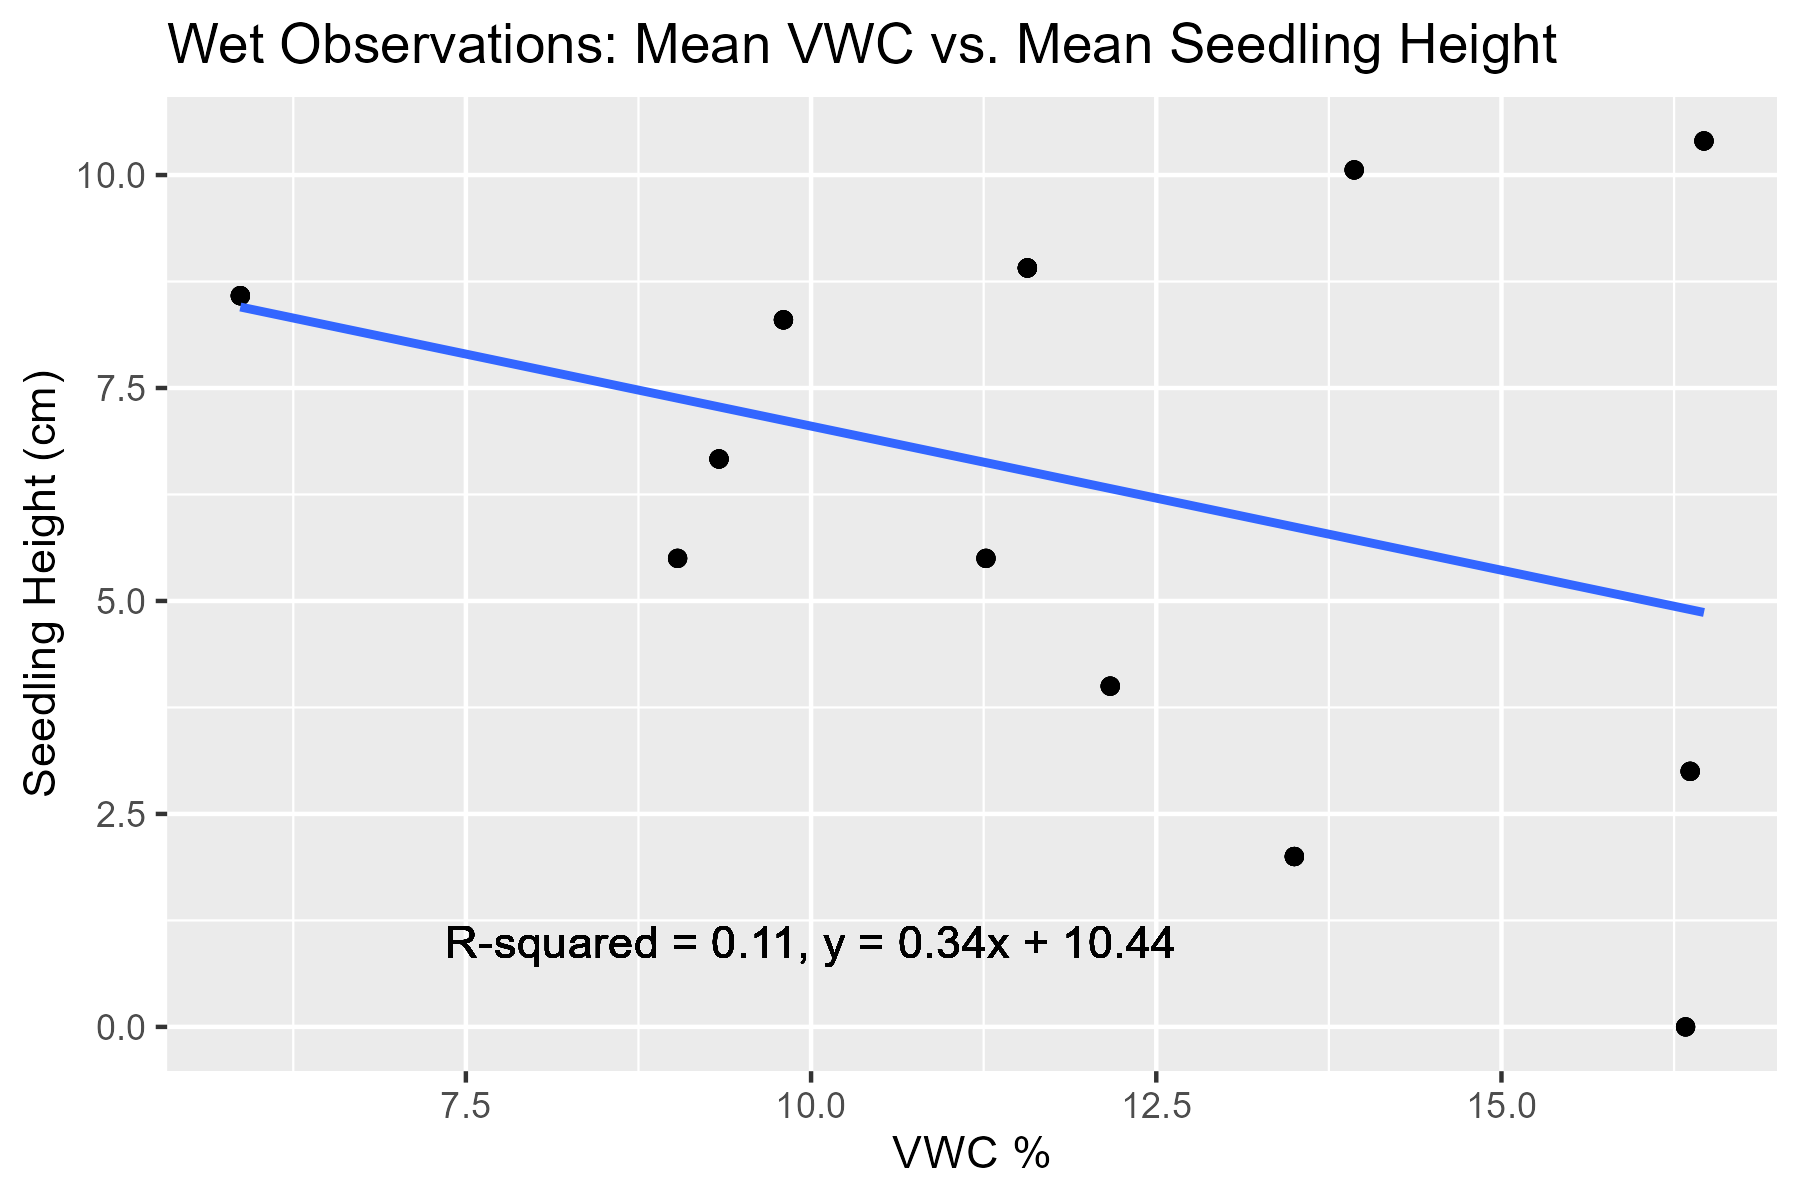 Wet Observations: Mean VWC vs. Mean Seedling Height
Seedling Height (cm)
10.0
7.5
5.0
2.5
0.0
R-squared = 0.11, y = 0.34x + 10.44
7.5 10.0 12.5 15.0
VWC %